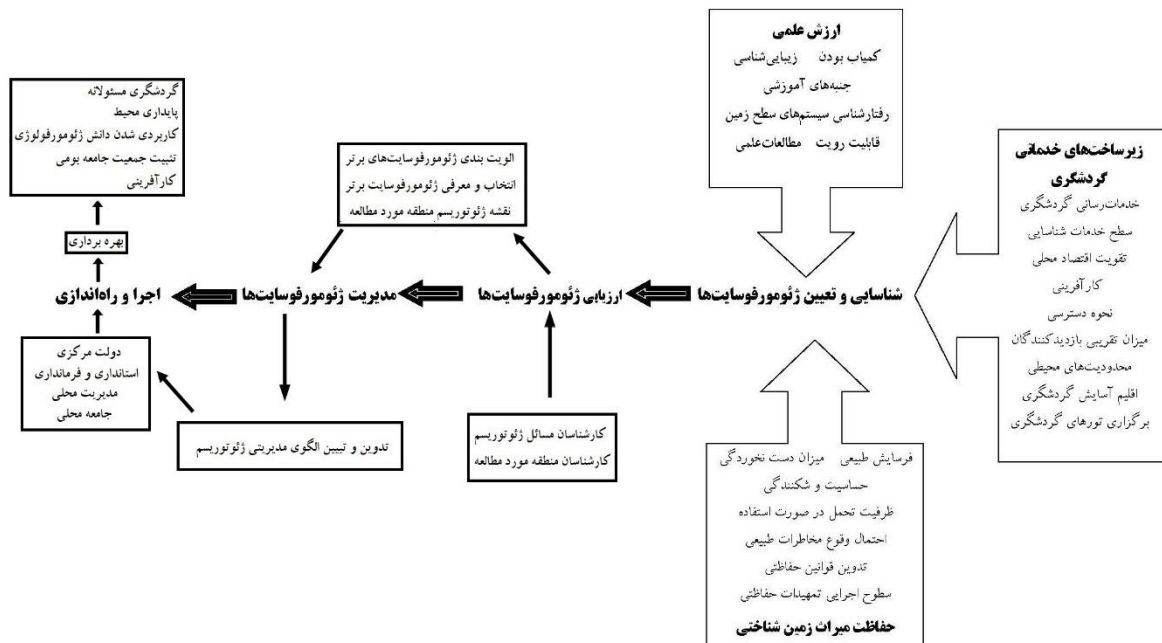 ارزش علمی
کمیاب بودن زیبایی‌شناسی
جنبه‌های آموزشی
رفتارشناسی سیستم‌های سطح زمین
قابلیت رویت مطالعات‌علمی
زیرساخت‌های خدماتی
گردشگری
خدمات‌رسانی گردشگری
سطح خدمات شناسایی
تقویت اقتصاد محلی
کارآفرینی
نحوه دسترسی
میزان تقریبی بازدیدکنندگان
محدودیت‌های محیطی
اقلیم آسایش گردشگری
برگزاری تورهای گردشگری
فرسایش طبیعی میزان دست نخوردگی
حساسیت و شکنندگی
ظرفیت تحمل در صورت استفاده
احتمال وقوع مخاطرات طبیعی
تدوین قوانین حفاظتی
سطوح اجرایی تمهیدات حفاظتی
حفاظت میراث زمین شناختی
شناسایی و تعیین ژئومورفوسایت‌ها
ارزیابی ژئومورفوسایت‌ها
کارشناسان مسائل ژئوتوریسم
کارشناسان منطقه مورد مطالعه
الویت بندی ژئومورفوسایت‌های برتر
انتخاب و معرفی ژئومورفوسایت برتر
نقشه ژئوتوریسم منطقه مورد مطالعه
مدیریت ژئومورفوسایت‌ها
تدوین و تبیین الگوی مدیریتی ژئوتوریسم
دولت مرکزی
استانداری و فرمانداری
مدیریت محلی
جامعه محلی
اجرا و راه‌اندازی
بهره برداری
گردشگری مسئولانه
پایداری محیط
کاربردی شدن دانش ژئومورفولوژی
تثبیت جمعیت جامعه بومی
کارآفرینی